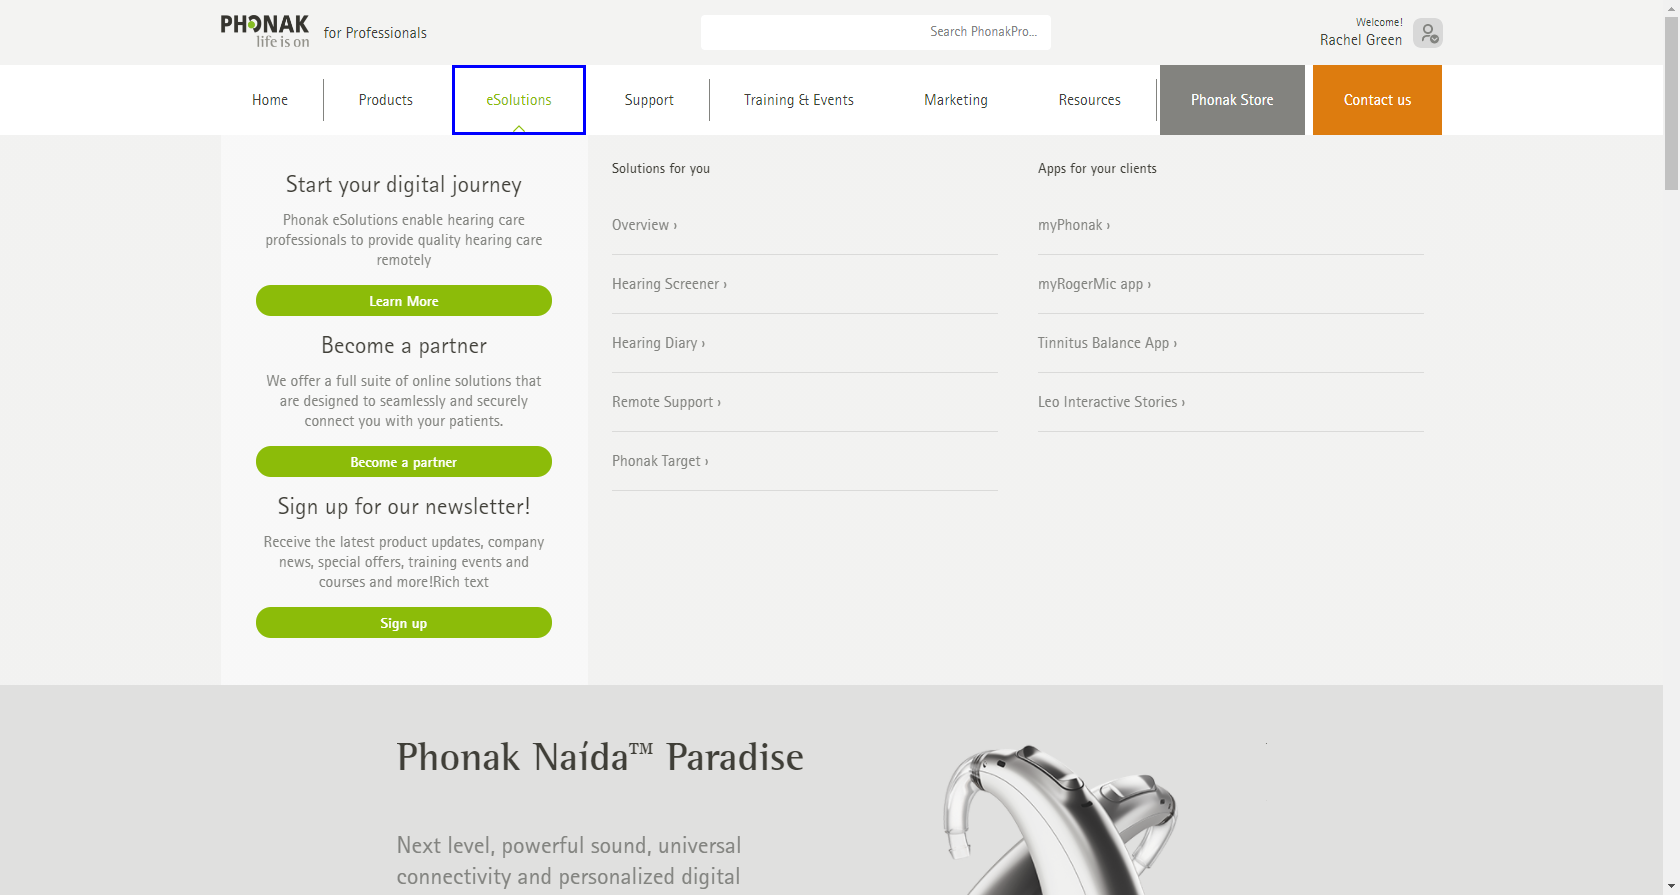 PHONAK
life is on
for Professionals
Search PhonakPro...
Welcome!
Rachel Green
Home
Products
eSolutions
Support
Training & Events
Marketing
Resources
Phonak Store
Contact us
Start your digital journey
Phonak eSolutions enable hearing care
professionals to provide quality hearing care
remotely
Learn More
Become a partner
We offer a full suite of online solutions that
are designed to seamlessly and securely
connect you with your patients.
Become a partner
Sign up for our newsletter!
Receive the latest product updates, company
news, special offers, training events and
courses and more!Rich text
Sign up
Solutions for you
Overview ›
Hearing Screener ›
Hearing Diary ›
Remote Support ›
Phonak Target ›
Apps for your clients
myPhonak ›
myRogerMic app ›
Tinnitus Balance App ›
Leo Interactive Stories ›
Phonak Naída™ Paradise
Next level, powerful sound, universal
connectivity and personalized digital